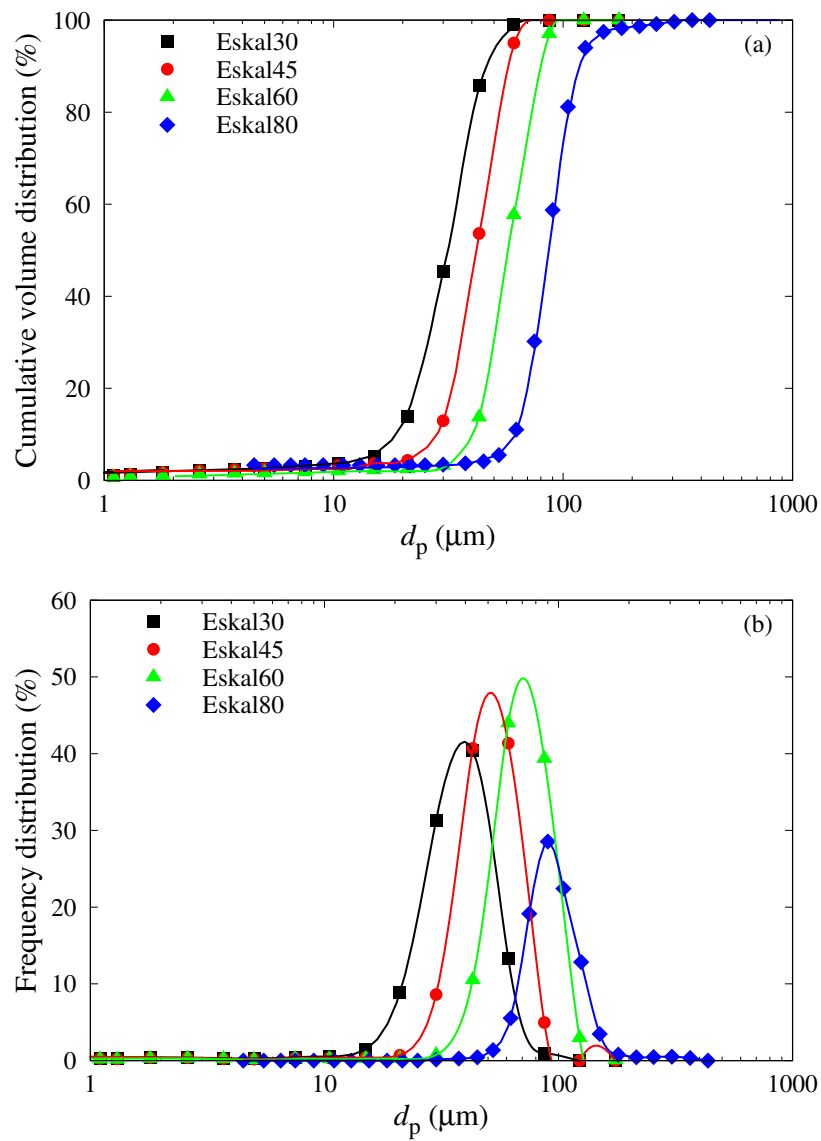 100
80
60
40
20
0
Cumulative volume distribution (%)
Eskal30
Eskal45
Eskal60
Eskal80
(a)
1
10
100
1000
dp (μm)
60
50
40
30
20
10
0
Frequency distribution (%)
Eskal30
Eskal45
Eskal60
Eskal80
(b)
1
10
100
1000
dp (μm)